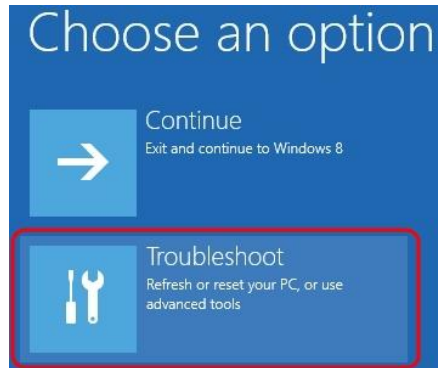 Choose an option
Continue
Exit and continue to Windows 8
Troubleshoot
Refresh or reset your PC, or use
advanced tools